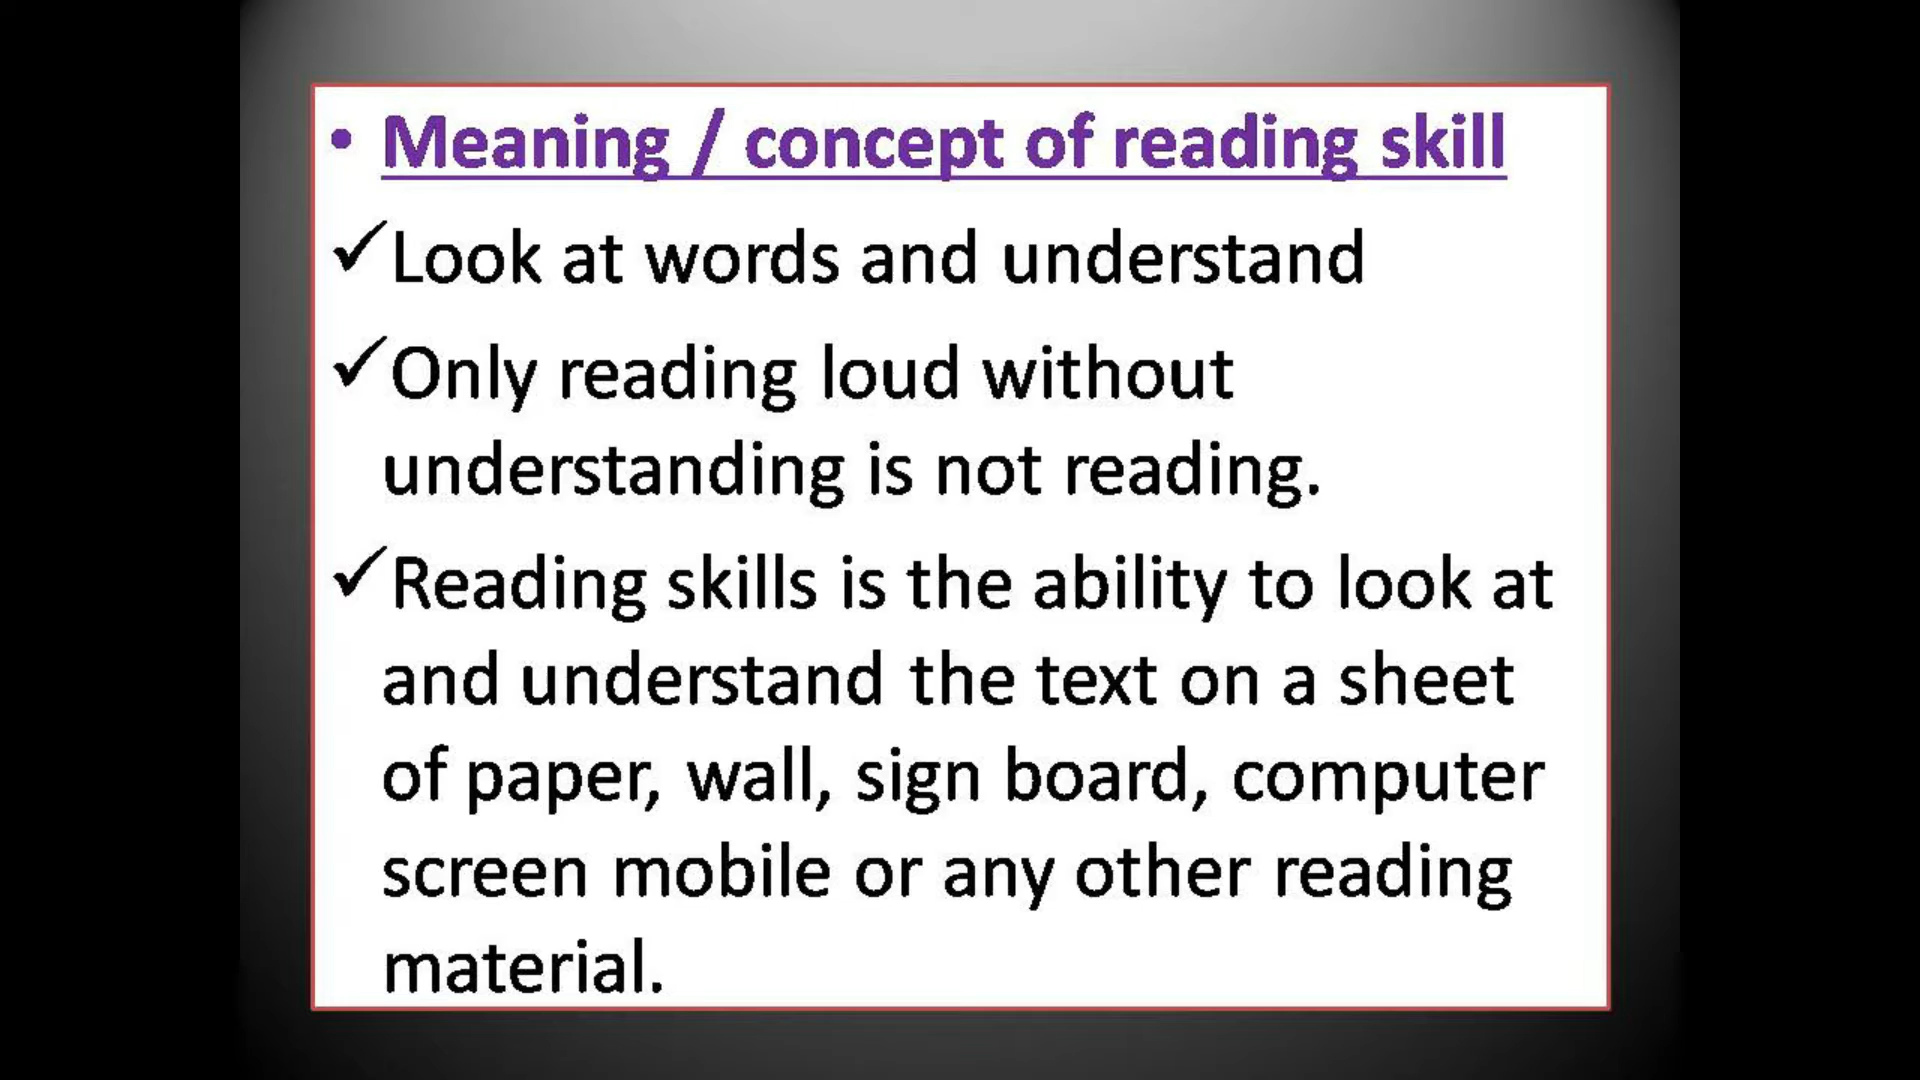 • Meaning / concept of reading skill
✓Look at words and understand
✓Only reading loud without
understanding is not reading.
✓Reading skills is the ability to look at
and understand the text on a sheet
of paper, wall, sign board, computer
screen mobile or any other reading
material.